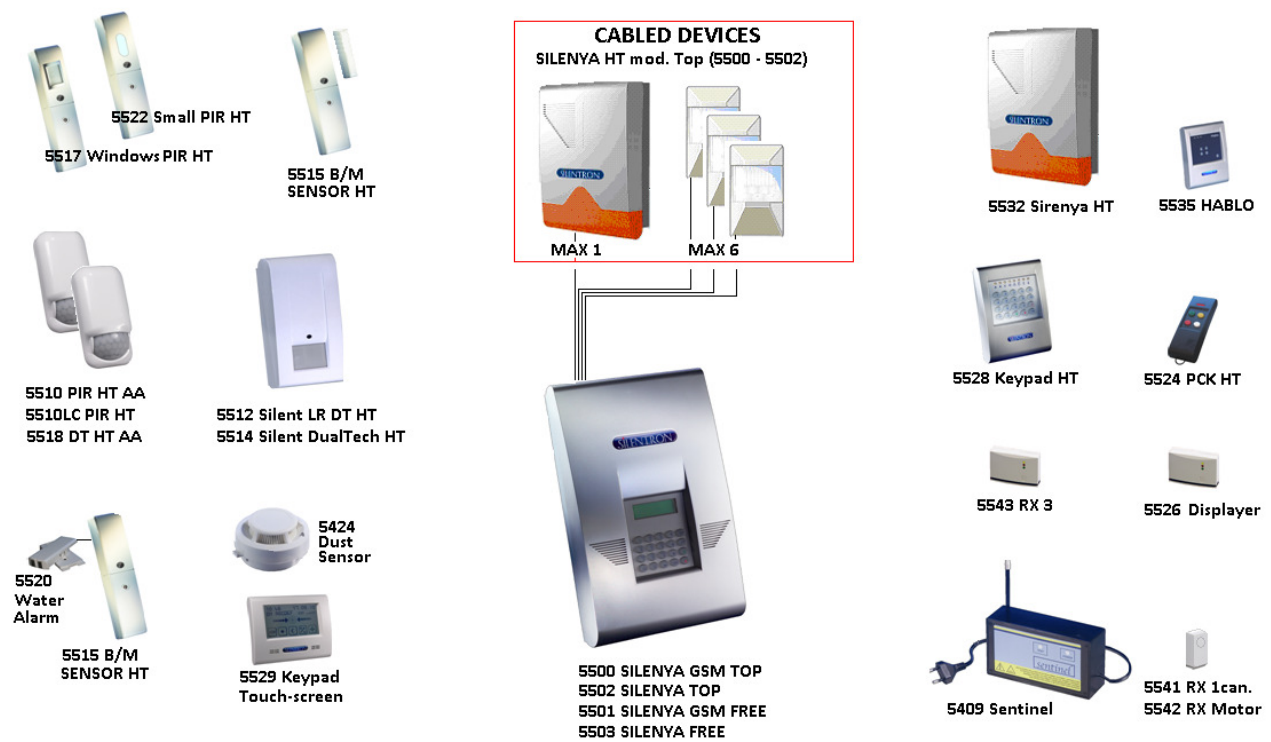 CABLED DEVICES
SILENYA HT mod. Top (5500 - 5502)
SILENTRON
MAX 1
MAX 6
5522 Small PIR HT
5517 Windows PIR HT
5515 B/M
SENSOR HT
SILENTRON
5532 Sirenya HT
5535 HABLO
5510 PIR HT AA
5510LC PIR HT
5518 DT HT AA
5512 Silent LR DT HT
5514 Silent DualTech HT
5528 Keypad HT
5524 PCK HT
SILENTRON
5543 RX 3
5526 Displayer
5520
Water
Alarm
5515 B/M
SENSOR HT
5424
Dust
Sensor
5529 Keypad
Touch-screen
5500 SILENYA GSM TOP
5502 SILENYA TOP
5501 SILENYA GSM FREE
5503 SILENYA FREE
sentinel
5409 Sentinel
5541 RX 1can.
5542 RX Motor